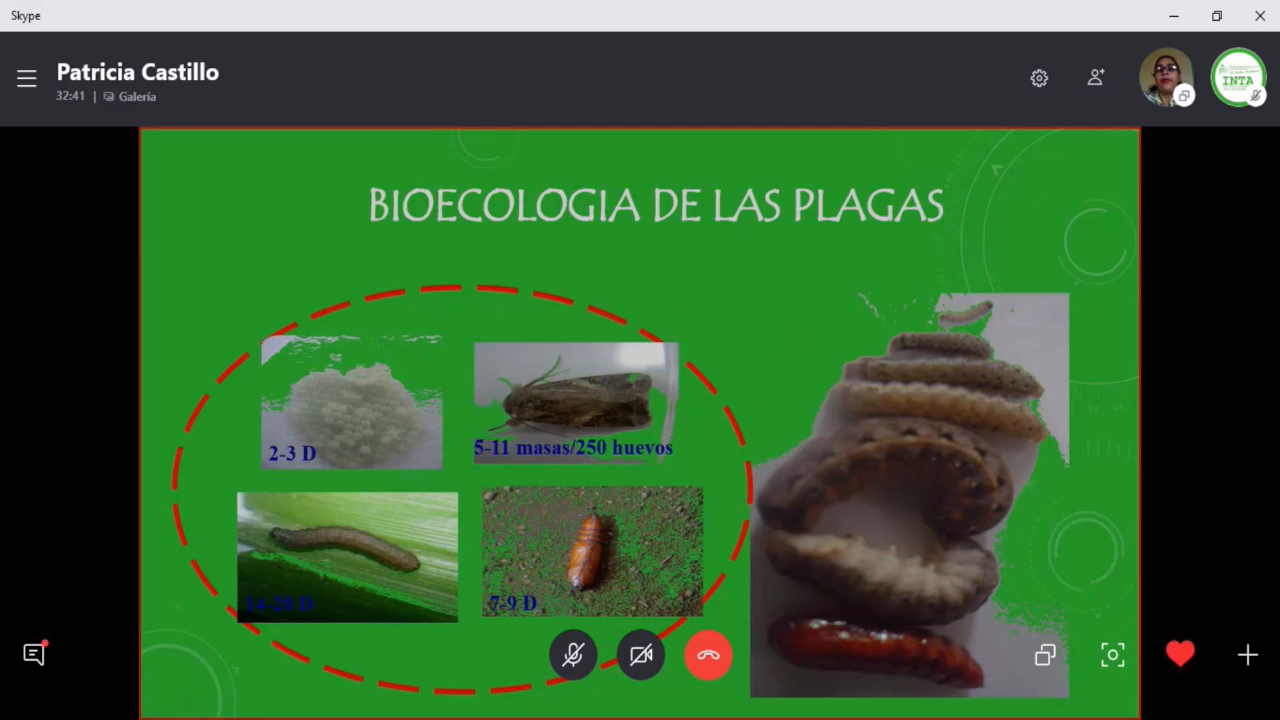 Skype
Patricia Castillo
32:41 | Galería
INTA
BIOECOLOGIA DE LAS PLAGAS
2-3 D
5-11 masas/250 huevos
7-9 D